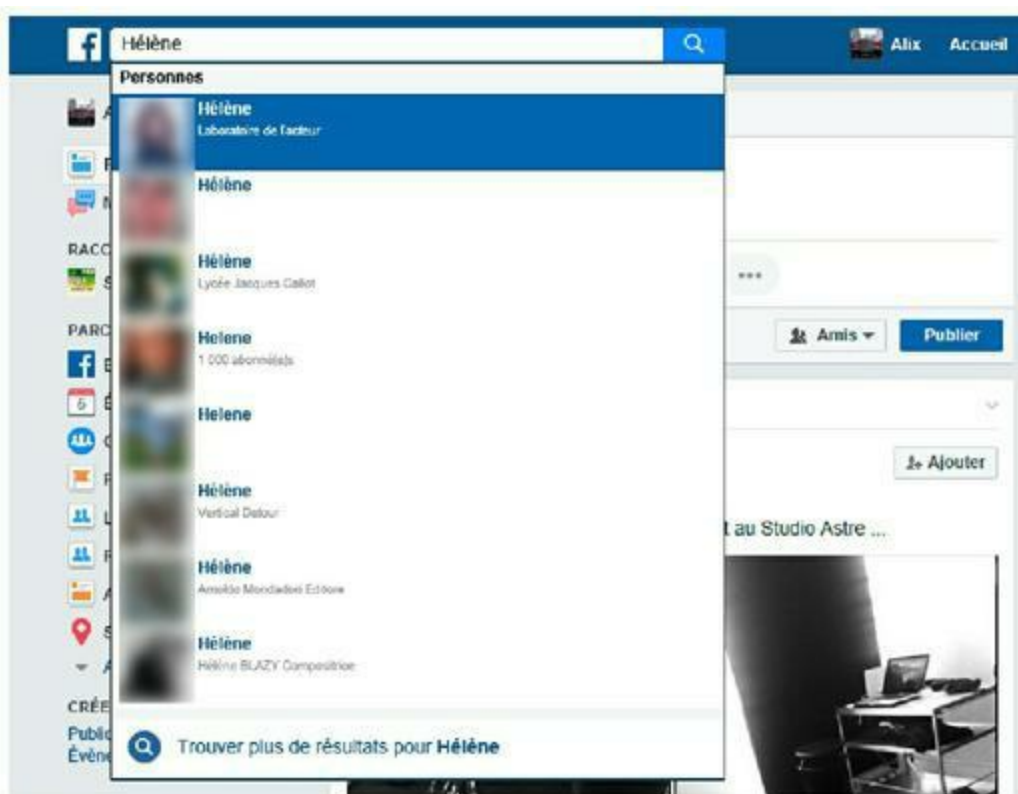 f Hélène
Alix Accueil
Personnes
Hélène
Laboratoire de l'acteur
Hélène
Hélène
Lycée Jacques Callot
Helene
1 000 abonné(e)s
Helene
Hélène
Vertical Detour
Hélène
Arnoldo Mondadori Editore
Hélène
Hélène BLAZY Compositrice
Trouver plus de résultats pour Hélène
RACC
PARC
CRÉE
Public
Évène
Amis
Publier
Ajouter
t au Studio Astre ...